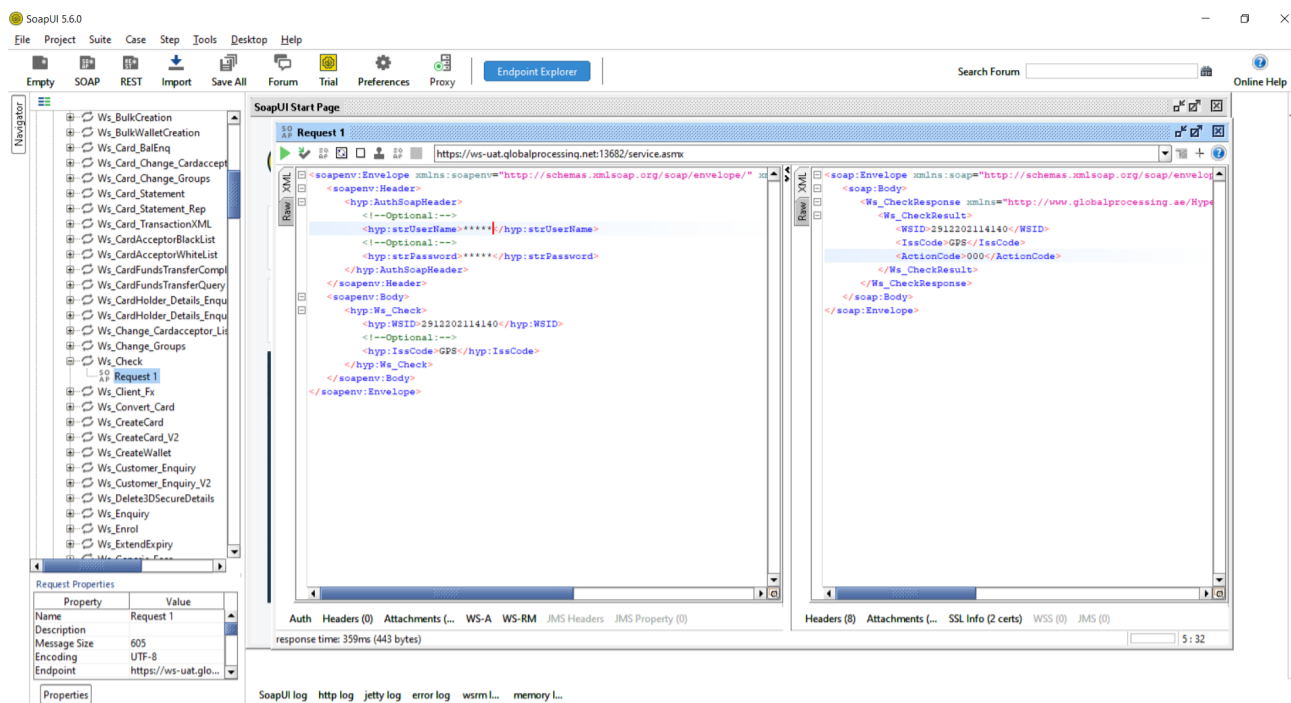 SoapUI 5.6.0
File Project Suite Case Step Tools Desktop Help
Empty SOAP REST Import Save All Forum Trial Preferences Proxy Endpoint Explorer Search Forum Online Help
Navigator
Ws_BulkCreation
Ws_BulkWalletCreation
Ws_Card_BalEnq
Ws_Card_Change_Cardaccept
Ws_Card_Change_Groups
Ws_Card_Statement
Ws_Card_Statement_Rep
Ws_Card_TransactionXML
Ws_CardAcceptorBlackList
Ws_CardAcceptorWhiteList
Ws_CardFundsTransferCompl
Ws_CardFundsTransferQuery
Ws_CardHolder_Details_Enqu
Ws_CardHolder_Details_Enqu
Ws_Change_Cardacceptor_Lis
Ws_Change_Groups
Ws_Check
SOAP Request 1
Ws_Client_Fx
Ws_Convert_Card
Ws_CreateCard
Ws_CreateCard_V2
Ws_CreateWallet
Ws_Customer_Enquiry
Ws_Customer_Enquiry_V2
Ws_Delete3DSecureDetails
Ws_Enquiry
Ws_Enrol
Ws_ExtendExpiry
Request Properties
Property Value
Name Request 1
Description
Message Size 605
Encoding UTF-8
Endpoint https://ws-uat.glo...
Properties
SoapUI Start Page
SOAP Request 1
https://ws-uat.globalprocessing.net:13682/service.asmx
XML
Raw
<soapenv:Envelope xmlns:soapenv="http://schemas.xmlsoap.org/soap/envelope/"
<soapenv:Header>
<hyp:AuthSoapHeader>
<!--Optional:-->
<hyp:strUserName>*****</hyp:strUserName>
<!--Optional:-->
<hyp:strPassword>*****</hyp:strPassword>
</hyp:AuthSoapHeader>
</soapenv:Header>
<soapenv:Body>
<hyp:Ws_Check>
<hyp:WSID>2912202114140</hyp:WSID>
<!--Optional:-->
<hyp:IssCode>GPS</hyp:IssCode>
</hyp:Ws_Check>
</soapenv:Body>
</soapenv:Envelope>
Auth Headers (0) Attachments (... WS-A WS-RM JMS Headers JMS Property (0)
XML
Raw
<soap:Envelope xmlns:soap="http://schemas.xmlsoap.org/soap/envelop
<soap:Body>
<Ws_CheckResponse xmlns="http://www.globalprocessing.ae/Hype
<Ws_CheckResult>
<WSID>2912202114140</WSID>
<IssCode>GPS</IssCode>
<ActionCode>000</ActionCode>
</Ws_CheckResult>
</Ws_CheckResponse>
</soap:Body>
</soap:Envelope>
Headers (8) Attachments (... SSL Info (2 certs) WSS (0) JMS (0)
response time: 359ms (443 bytes) 5 : 32
SoapUI log http log jetty log error log wsrm l... memory l...